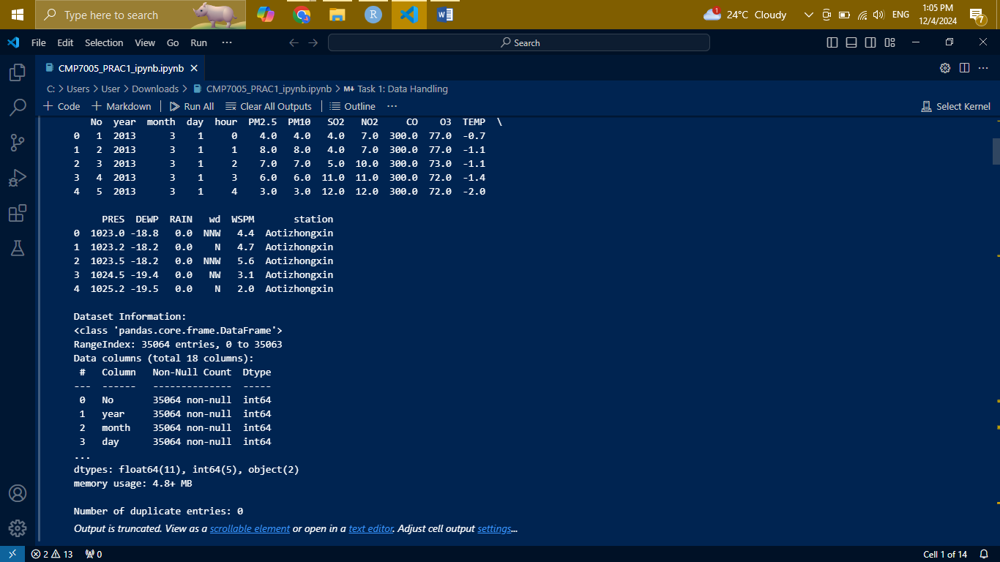 Type here to search
1
24°C Cloudy
ENG
1:05 PM
12/4/2024
7
File Edit Selection View Go Run ···
Search
CMP7005_PRAC1_ipynb.ipynb
C: > Users > User > Downloads > CMP7005_PRAC1_ipynb.ipynb > M↓ Task 1: Data Handling
+ Code + Markdown Run All Clear All Outputs Outline ···
Select Kernel
No year month day hour PM2.5 PM10 SO2 NO2 CO O3 TEMP \
0 1 2013 3 1 0 4.0 4.0 4.0 7.0 300.0 77.0 -0.7
1 2 2013 3 1 1 8.0 8.0 4.0 7.0 300.0 77.0 -1.1
2 3 2013 3 1 2 7.0 7.0 5.0 10.0 300.0 73.0 -1.1
3 4 2013 3 1 3 6.0 6.0 11.0 11.0 300.0 72.0 -1.4
4 5 2013 3 1 4 3.0 3.0 12.0 12.0 300.0 72.0 -2.0
PRES DEWP RAIN wd WSPM station
0 1023.0 -18.8 0.0 NNW 4.4 Aotizhongxin
1 1023.2 -18.2 0.0 N 4.7 Aotizhongxin
2 1023.5 -18.2 0.0 NNW 5.6 Aotizhongxin
3 1024.5 -19.4 0.0 NW 3.1 Aotizhongxin
4 1025.2 -19.5 0.0 N 2.0 Aotizhongxin
Dataset Information:
<class 'pandas.core.frame.DataFrame'>
RangeIndex: 35064 entries, 0 to 35063
Data columns (total 18 columns):
# Column Non-Null Count Dtype
--- ------ -------------- -----
0 No 35064 non-null int64
1 year 35064 non-null int64
2 month 35064 non-null int64
3 day 35064 non-null int64
...
dtypes: float64(11), int64(5), object(2)
memory usage: 4.8+ MB
Number of duplicate entries: 0
Output is truncated. View as a scrollable element or open in a text editor. Adjust cell output settings...
2 13 0
Cell 1 of 14